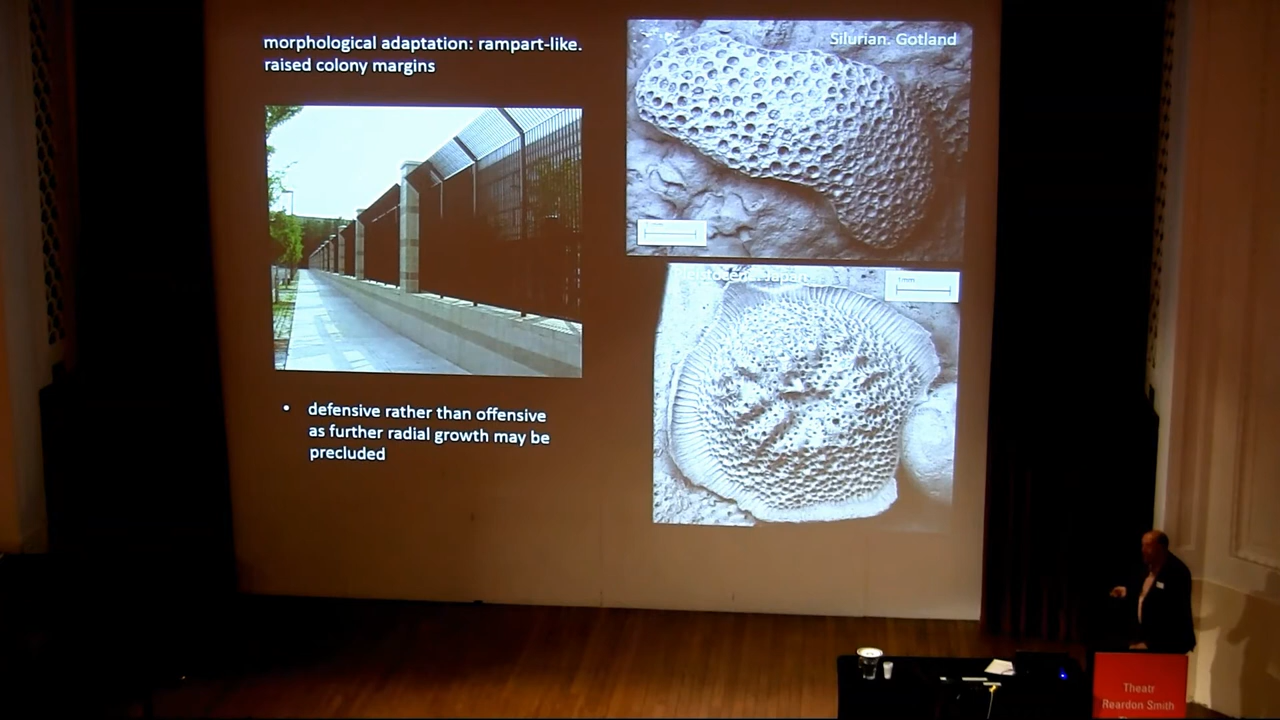 morphological adaptation: rampart-like.
raised colony margins
Silurian. Gotland
1mm
defensive rather than offensive
as further radial growth may be
precluded
Theatr
Reardon Smith